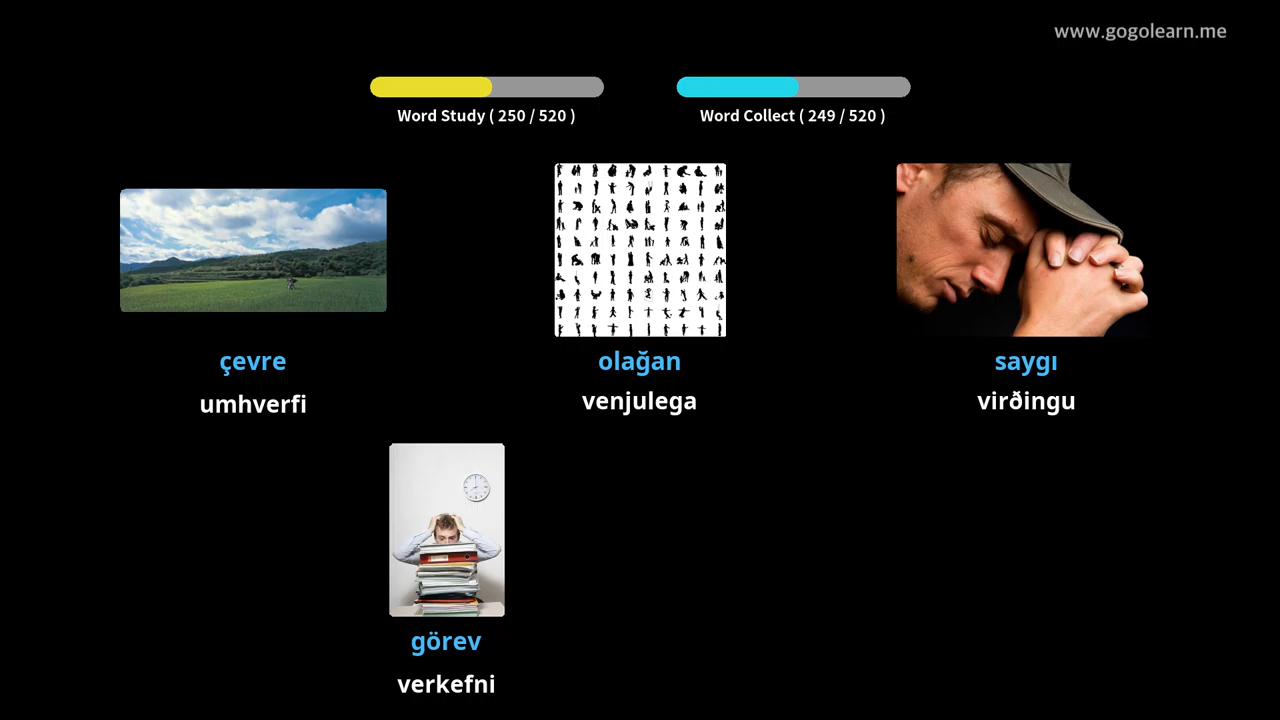 www.gogolearn.me
Word Study ( 250 / 520 )
Word Collect ( 249 / 520 )
çevre
umhverfi
olağan
venjulega
saygı
virðingu
görev
verkefni